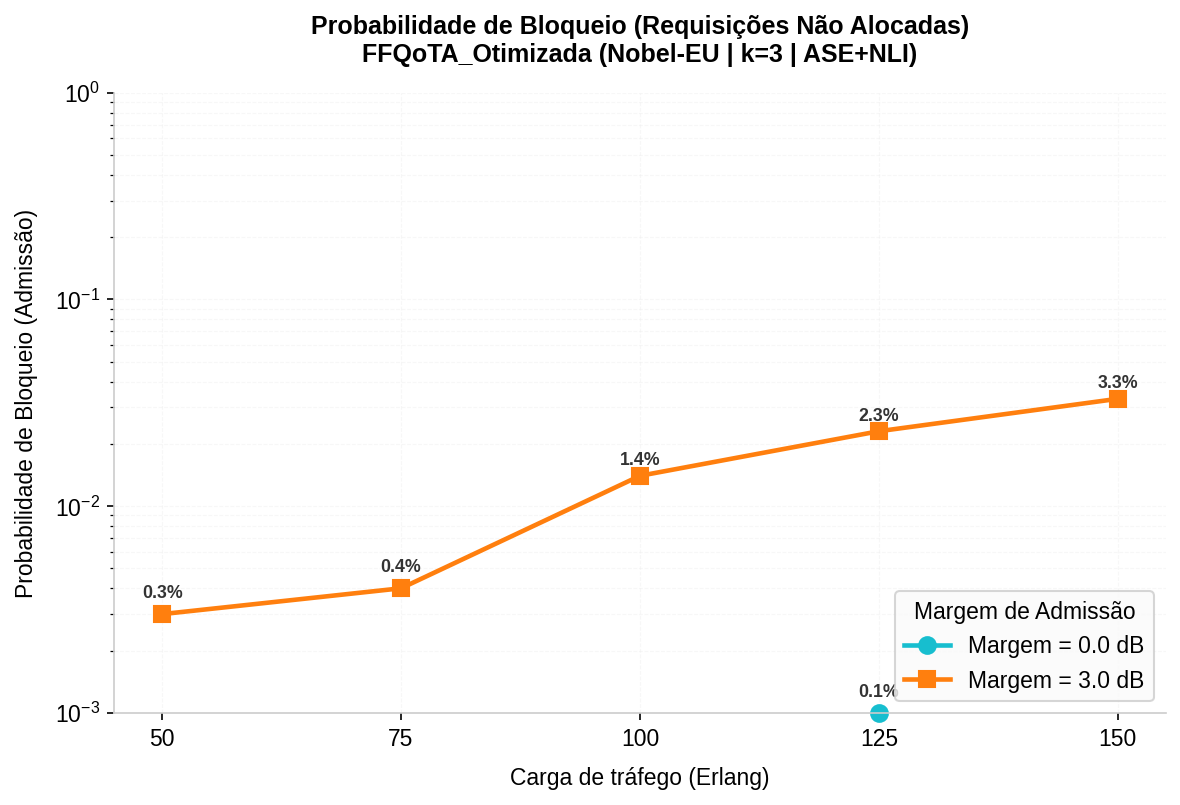 Probabilidade de Bloqueio (Requisições Não Alocadas)
FFQoTA_Otimizada (Nobel-EU | k=3 | ASE+NLI)
Probabilidade de Bloqueio (Admissão)
10⁰
10⁻¹
10⁻²
10⁻³
0.3%
0.4%
1.4%
2.3%
3.3%
0.1%
Margem de Admissão
Margem = 0.0 dB
Margem = 3.0 dB
50
75
100
125
150
Carga de tráfego (Erlang)